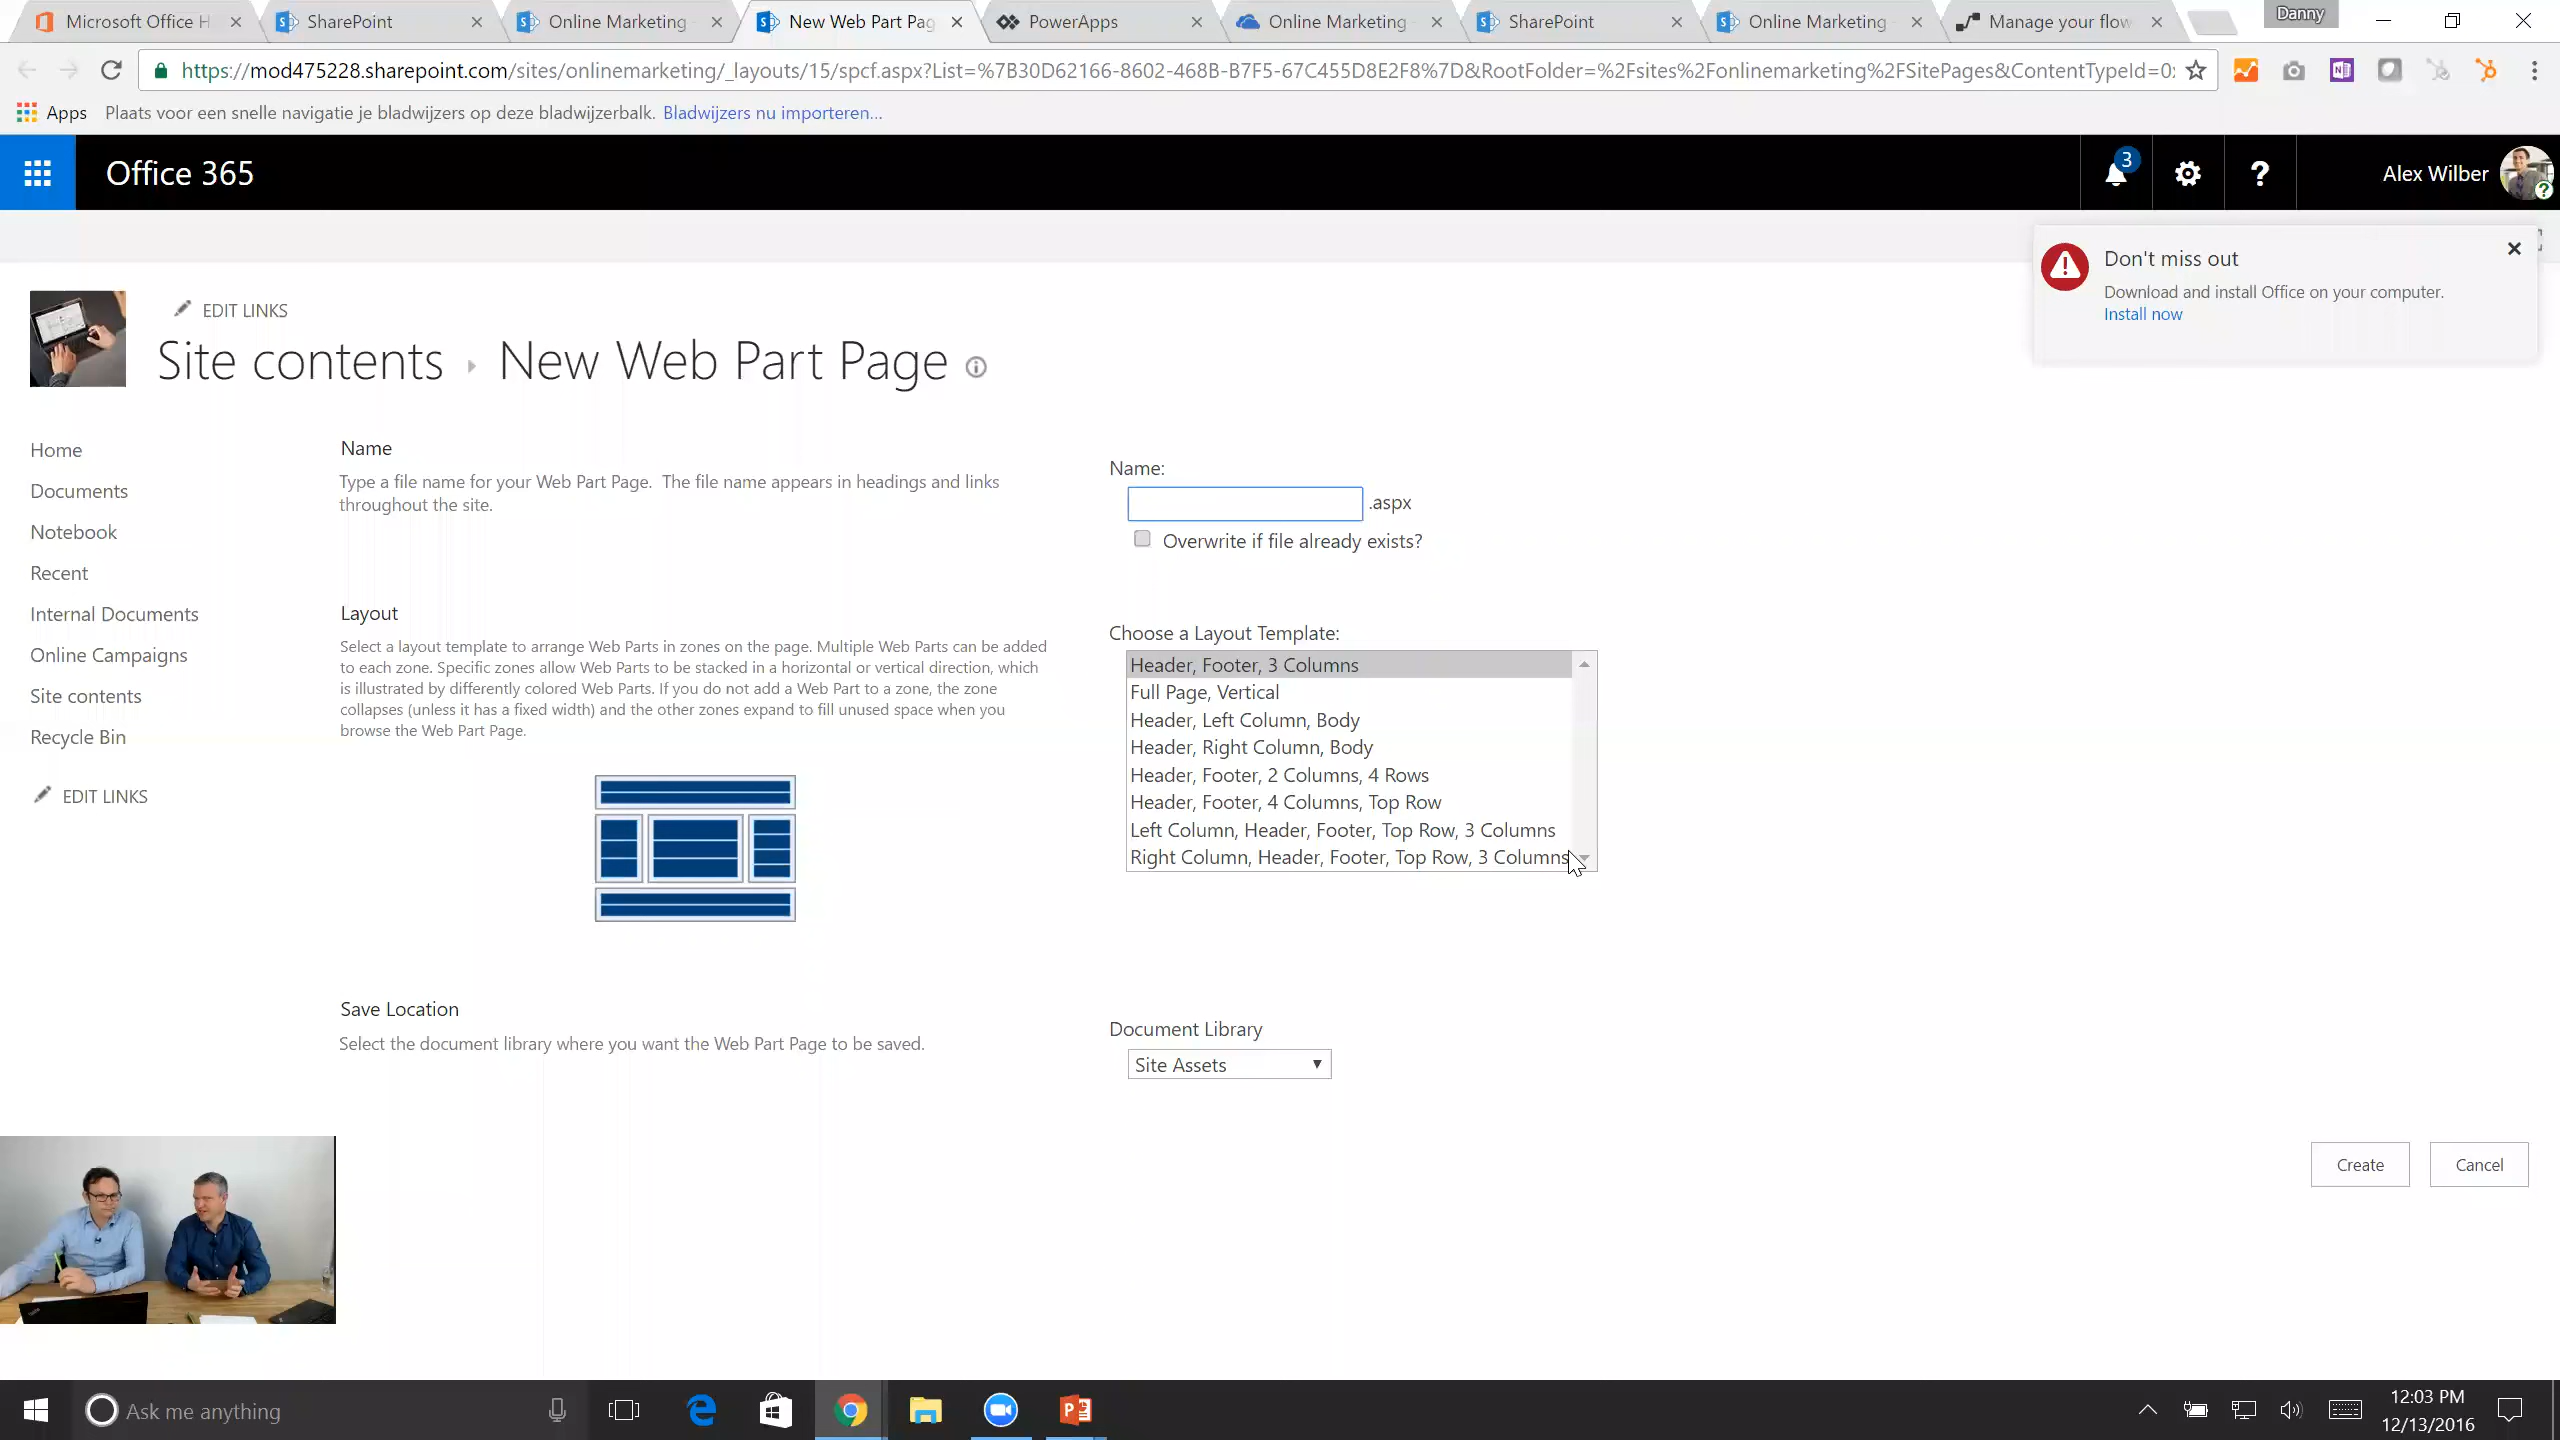 Microsoft Office H
SharePoint
Online Marketing -
New Web Part Pag
PowerApps
Online Marketing -
SharePoint
Online Marketing -
Manage your flow
Danny
https://mod475228.sharepoint.com/sites/onlinemarketing/_layouts/15/spcf.aspx?List=%7B30D62166-8602-468B-B7F5-67C455D8E2F8%7D&RootFolder=%2Fsites%2Fonlinemarketing%2FSitePages&ContentTypeId=0x
Apps
Plaats voor een snelle navigatie je bladwijzers op deze bladwijzerbalk.
Bladwijzers nu importeren...
Office 365
3
?
Alex Wilber
Don't miss out
Download and install Office on your computer.
Install now
EDIT LINKS
Site contents
New Web Part Page
Home
Documents
Notebook
Recent
Internal Documents
Online Campaigns
Site contents
Recycle Bin
EDIT LINKS
Name
Type a file name for your Web Part Page. The file name appears in headings and links
throughout the site.
Name:
.aspx
Overwrite if file already exists?
Layout
Select a layout template to arrange Web Parts in zones on the page. Multiple Web Parts can be added
to each zone. Specific zones allow Web Parts to be stacked in a horizontal or vertical direction, which
is illustrated by differently colored Web Parts. If you do not add a Web Part to a zone, the zone
collapses (unless it has a fixed width) and the other zones expand to fill unused space when you
browse the Web Part Page.
Choose a Layout Template:
Header, Footer, 3 Columns
Full Page, Vertical
Header, Left Column, Body
Header, Right Column, Body
Header, Footer, 2 Columns, 4 Rows
Header, Footer, 4 Columns, Top Row
Left Column, Header, Footer, Top Row, 3 Columns
Right Column, Header, Footer, Top Row, 3 Columns
Save Location
Select the document library where you want the Web Part Page to be saved.
Document Library
Site Assets
Create
Cancel
Ask me anything
12:03 PM
12/13/2016